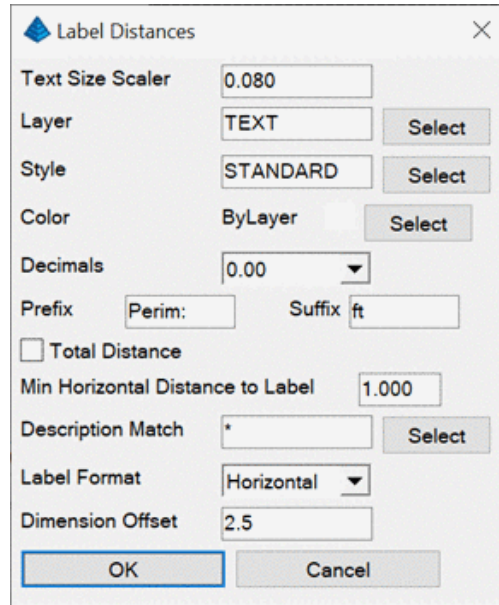 Label Distances
Text Size Scaler 0.080
Layer TEXT Select
Style STANDARD Select
Color ByLayer Select
Decimals 0.00
Prefix Perim: Suffix ft
Total Distance
Min Horizontal Distance to Label 1.000
Description Match * Select
Label Format Horizontal
Dimension Offset 2.5
OK Cancel